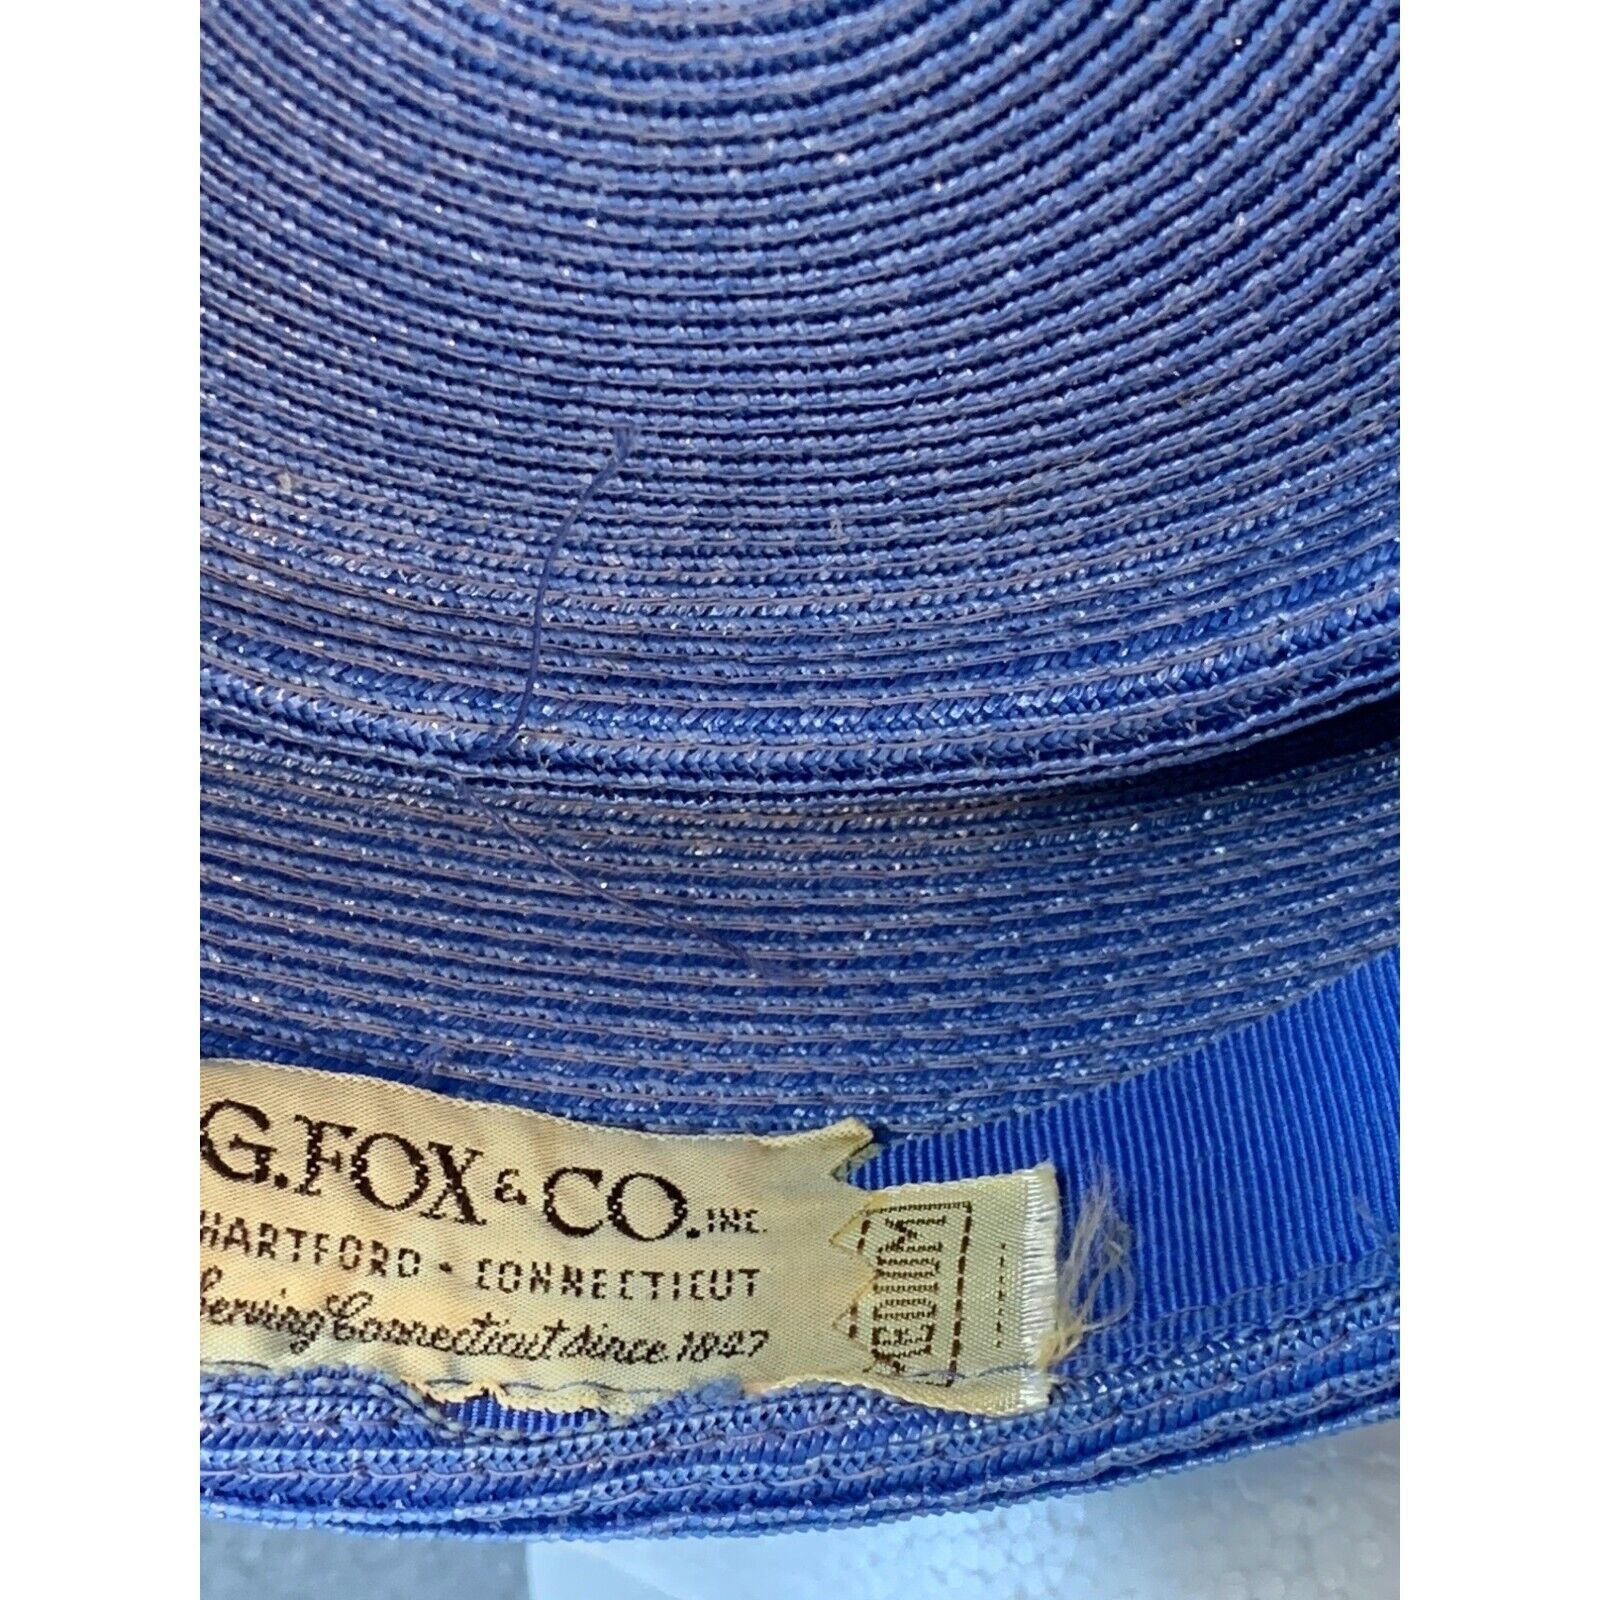 G. FOX & CO. INC.
HARTFORD - CONNECTICUT
Serving Connecticut since 1847
MEDIUM